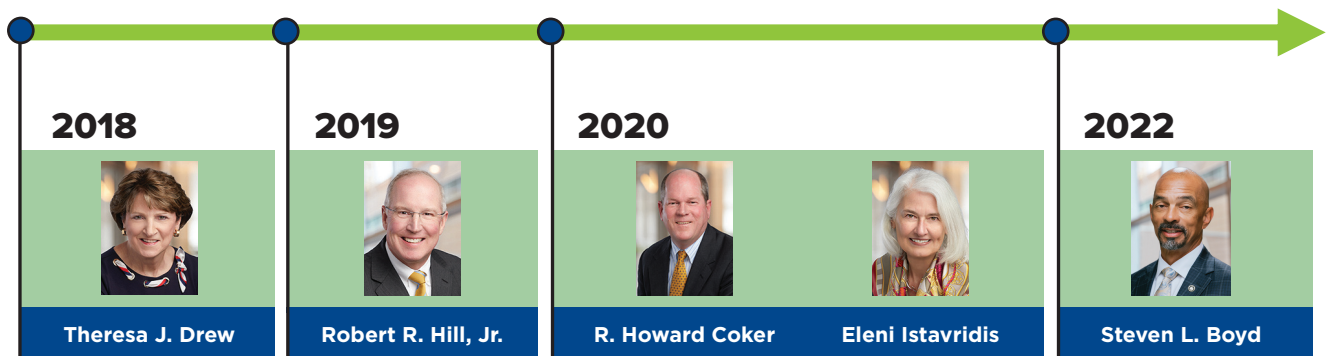 2018
2019
2020
2022
Theresa J. Drew
Robert R. Hill, Jr.
R. Howard Coker
Eleni Istavridis
Steven L. Boyd